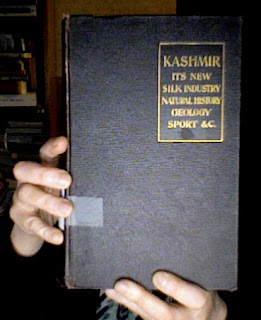 KASHMIR
ITS NEW
SILK INDUSTRY
NATURAL HISTORY
GEOLOGY
SPORT &C.